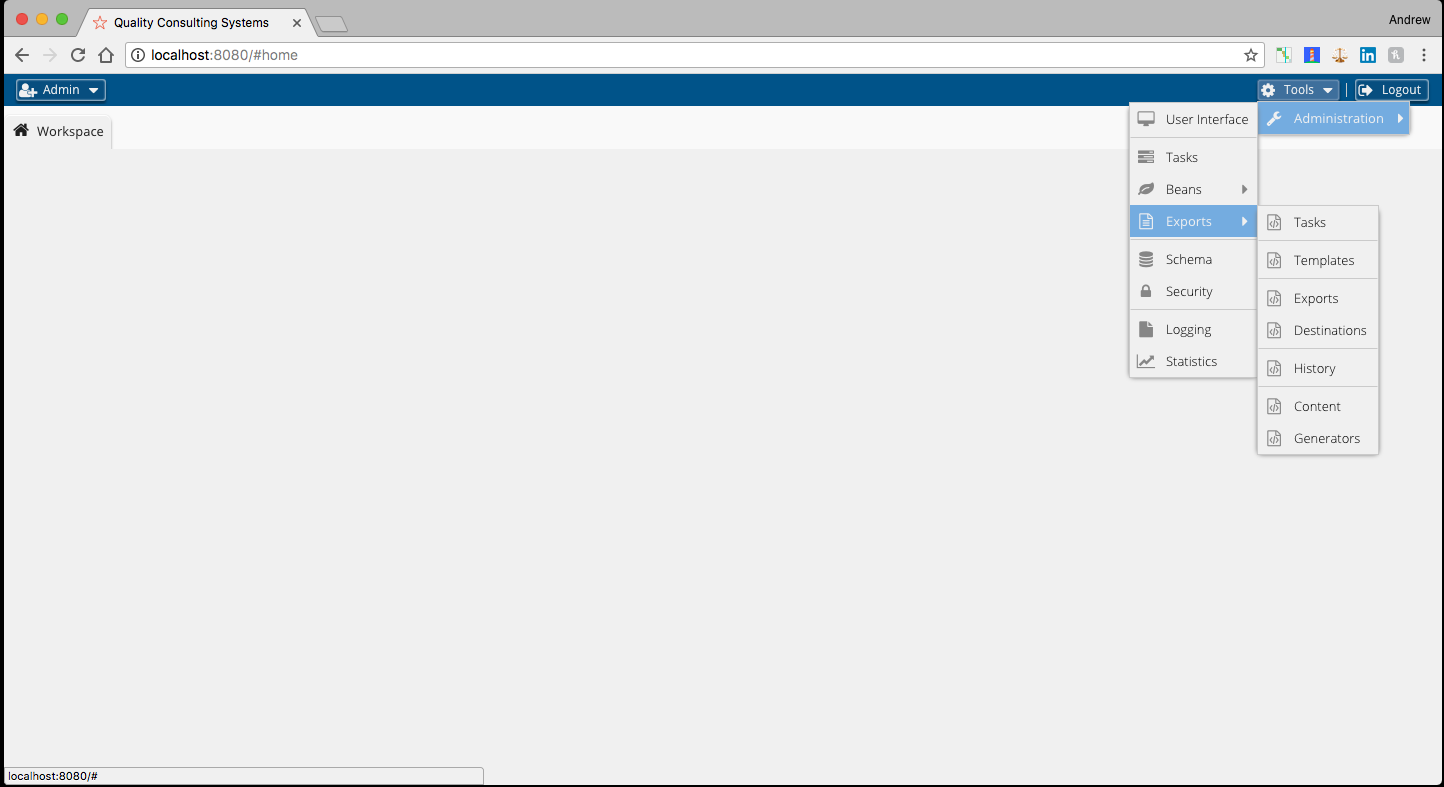 Quality Consulting Systems
Andrew
localhost:8080/#home
Admin
Tools
Logout
Workspace
User Interface
Administration
Tasks
Beans
Exports
Schema
Security
Logging
Statistics
Tasks
Templates
Exports
Destinations
History
Content
Generators
localhost:8080/#